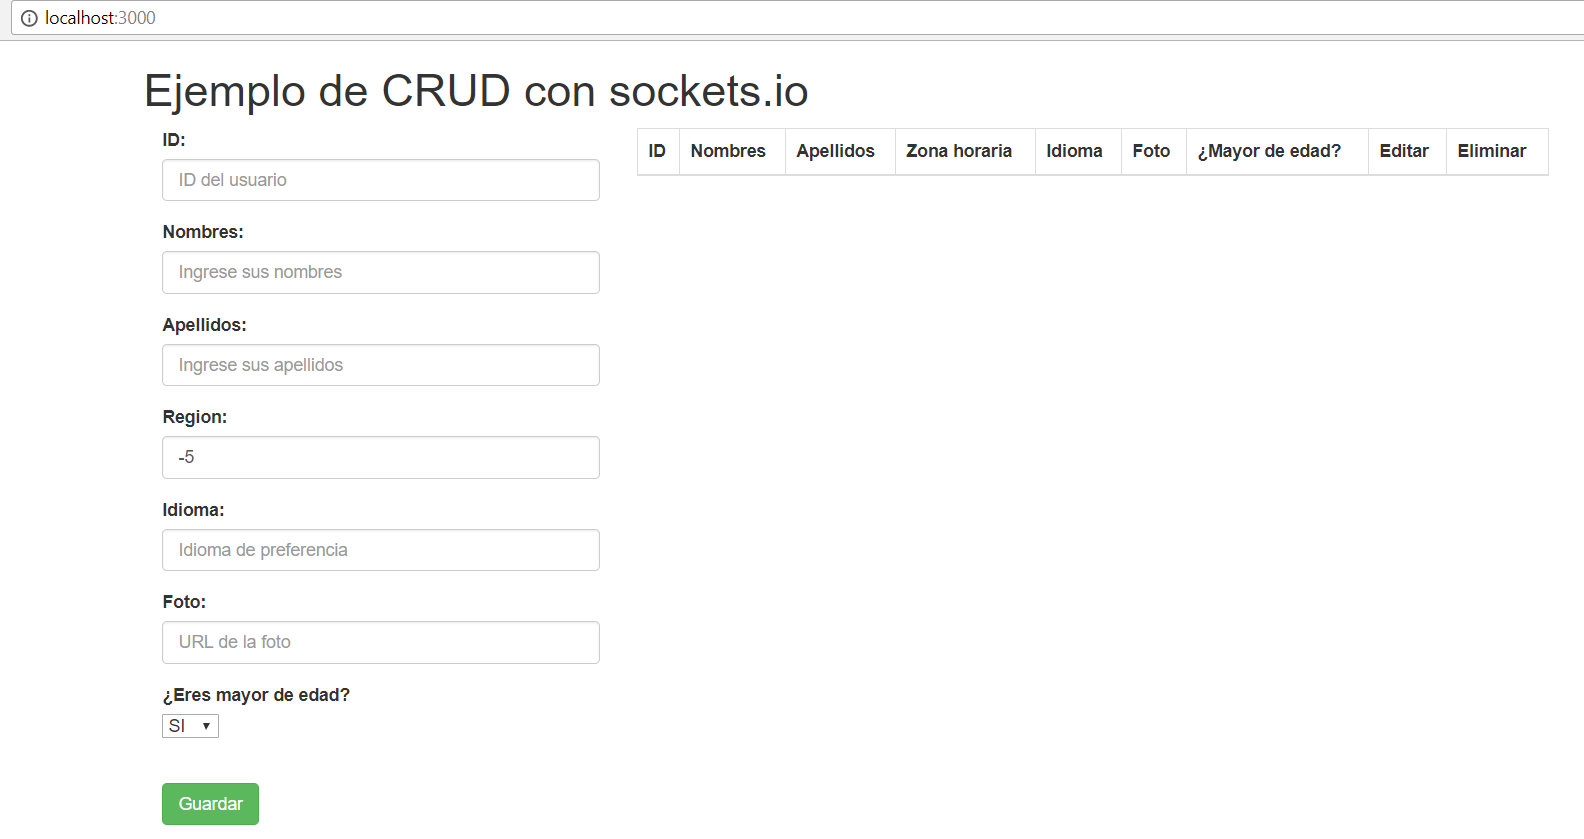 localhost:3000
Ejemplo de CRUD con sockets.io
ID:
ID del usuario
Nombres:
Ingrese sus nombres
Apellidos:
Ingrese sus apellidos
Region:
-5
Idioma:
Idioma de preferencia
Foto:
URL de la foto
¿Eres mayor de edad?
SI
Guardar
ID Nombres Apellidos Zona horaria Idioma Foto ¿Mayor de edad? Editar Eliminar